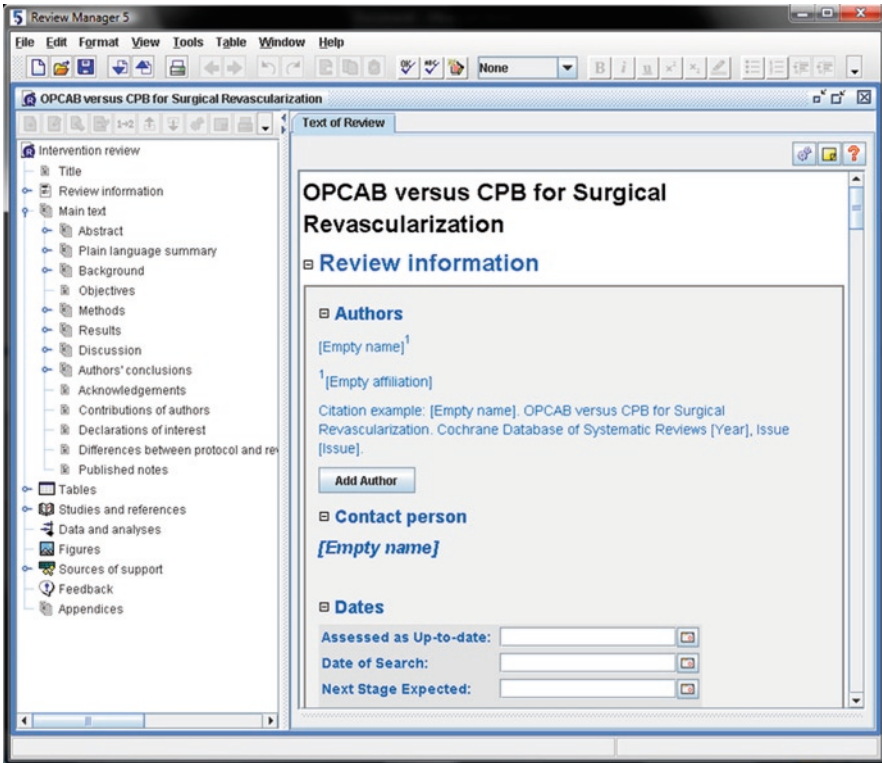 5 Review Manager 5
File Edit Format View Tools Table Window Help
None B i u x² x₂
OPCAB versus CPB for Surgical Revascularization
Text of Review
Intervention review
Title
Review information
Main text
Abstract
Plain language summary
Background
Objectives
Methods
Results
Discussion
Authors' conclusions
Acknowledgements
Contributions of authors
Declarations of interest
Differences between protocol and re
Published notes
Tables
Studies and references
Data and analyses
Figures
Sources of support
Feedback
Appendices
OPCAB versus CPB for Surgical
Revascularization
Review information
Authors
[Empty name]¹
¹[Empty affiliation]
Citation example: [Empty name]. OPCAB versus CPB for Surgical
Revascularization. Cochrane Database of Systematic Reviews [Year], Issue
[Issue].
Add Author
Contact person
[Empty name]
Dates
Assessed as Up-to-date:
Date of Search:
Next Stage Expected: